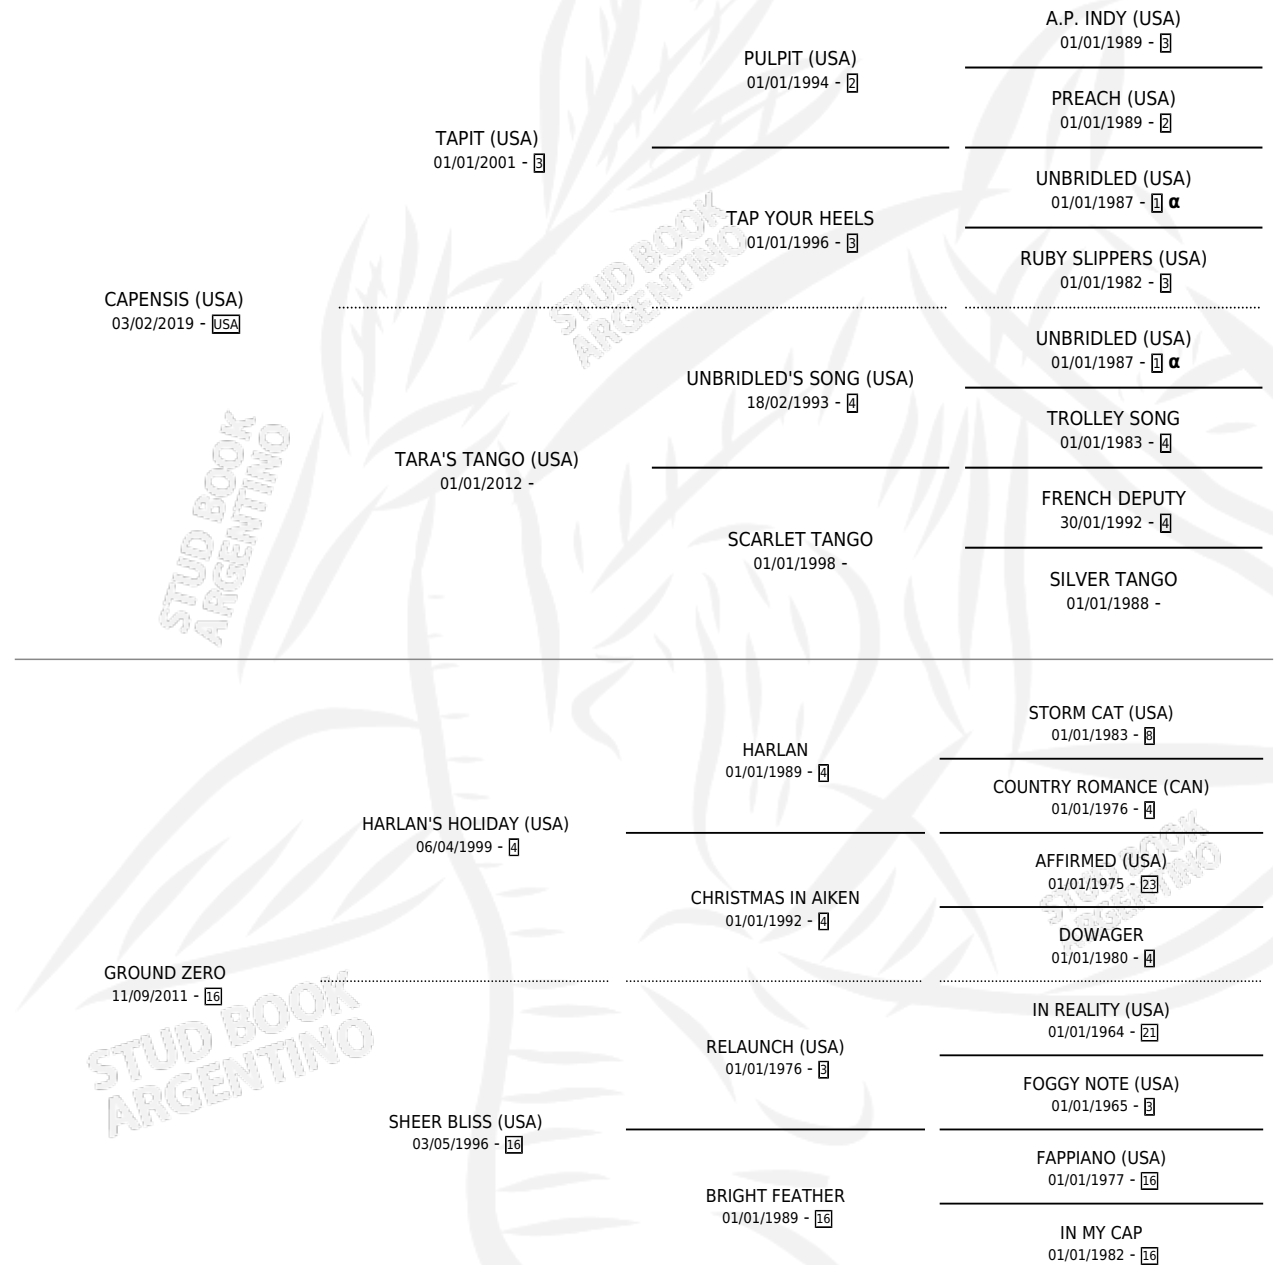 A.P. INDY (USA)
01/01/1989 - 3
PULPIT (USA)
01/01/1994 - 2
PREACH (USA)
01/01/1989 - 2
TAPIT (USA)
01/01/2001 - 3
UNBRIDLED (USA)
01/01/1987 - 1 α
TAP YOUR HEELS
01/01/1996 - 3
RUBY SLIPPERS (USA)
01/01/1982 - 3
CAPENSIS (USA)
03/02/2019 - USA
UNBRIDLED (USA)
01/01/1987 - 1 α
UNBRIDLED'S SONG (USA)
18/02/1993 - 4
TROLLEY SONG
01/01/1983 - 4
TARA'S TANGO (USA)
01/01/2012 -
FRENCH DEPUTY
30/01/1992 - 4
SCARLET TANGO
01/01/1998 -
SILVER TANGO
01/01/1988 -
STORM CAT (USA)
01/01/1983 - 8
HARLAN
01/01/1989 - 4
COUNTRY ROMANCE (CAN)
01/01/1976 - 4
HARLAN'S HOLIDAY (USA)
06/04/1999 - 4
AFFIRMED (USA)
01/01/1975 - 23
CHRISTMAS IN AIKEN
01/01/1992 - 4
DOWAGER
01/01/1980 - 4
GROUND ZERO
11/09/2011 - 16
IN REALITY (USA)
01/01/1964 - 21
RELAUNCH (USA)
01/01/1976 - 3
FOGGY NOTE (USA)
01/01/1965 - 3
SHEER BLISS (USA)
03/05/1996 - 16
FAPPIANO (USA)
01/01/1977 - 16
BRIGHT FEATHER
01/01/1989 - 16
IN MY CAP
01/01/1982 - 16
STUD BOOK
ARGENTINO
STUD BOOK
ARGENTINO
STUD BOOK
ARGENTINO
STUD BOOK
ARGENTINO